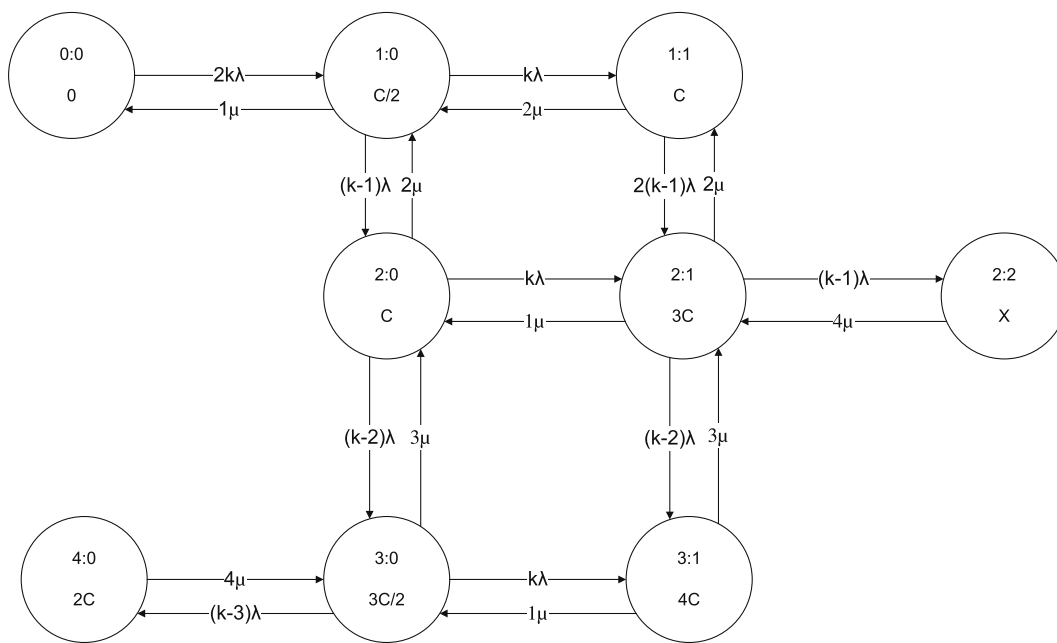 0:0
0
2kλ
1μ
1:0
C/2
kλ
2μ
1:1
C
(k-1)λ
2μ
2(k-1)λ
2μ
2:0
C
kλ
1μ
2:1
3C
(k-1)λ
4μ
2:2
X
(k-2)λ
3μ
(k-2)λ
3μ
4:0
2C
4μ
(k-3)λ
3:0
3C/2
kλ
1μ
3:1
4C